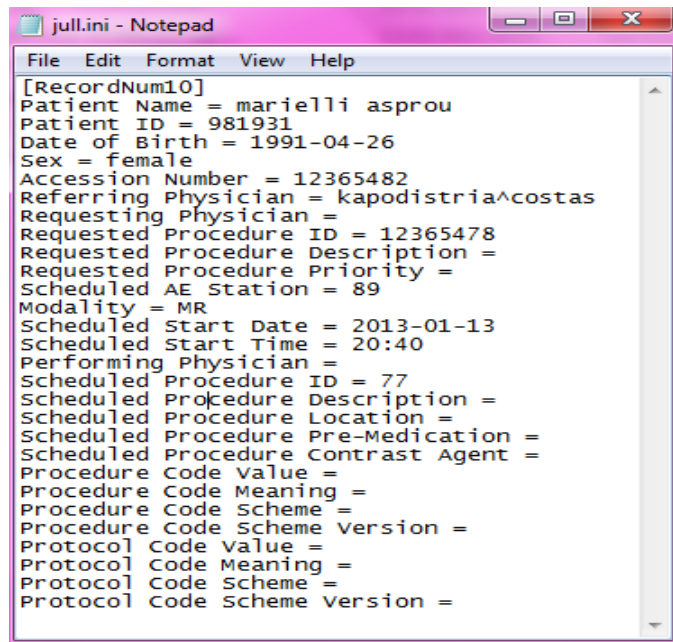 jull.ini - Notepad
File Edit Format View Help
[RecordNum10]
Patient Name = marielli asprou
Patient ID = 981931
Date of Birth = 1991-04-26
Sex = female
Accession Number = 12365482
Referring Physician = kapodistria^costas
Requesting Physician =
Requested Procedure ID = 12365478
Requested Procedure Description =
Requested Procedure Priority =
Scheduled AE Station = 89
Modality = MR
Scheduled Start Date = 2013-01-13
Scheduled Start Time = 20:40
Performing Physician =
Scheduled Procedure ID = 77
Scheduled Procedure Description =
Scheduled Procedure Location =
Scheduled Procedure Pre-Medication =
Scheduled Procedure Contrast Agent =
Procedure Code Value =
Procedure Code Meaning =
Procedure Code Scheme =
Procedure Code Scheme Version =
Protocol Code Value =
Protocol Code Meaning =
Protocol Code Scheme =
Protocol Code Scheme Version =